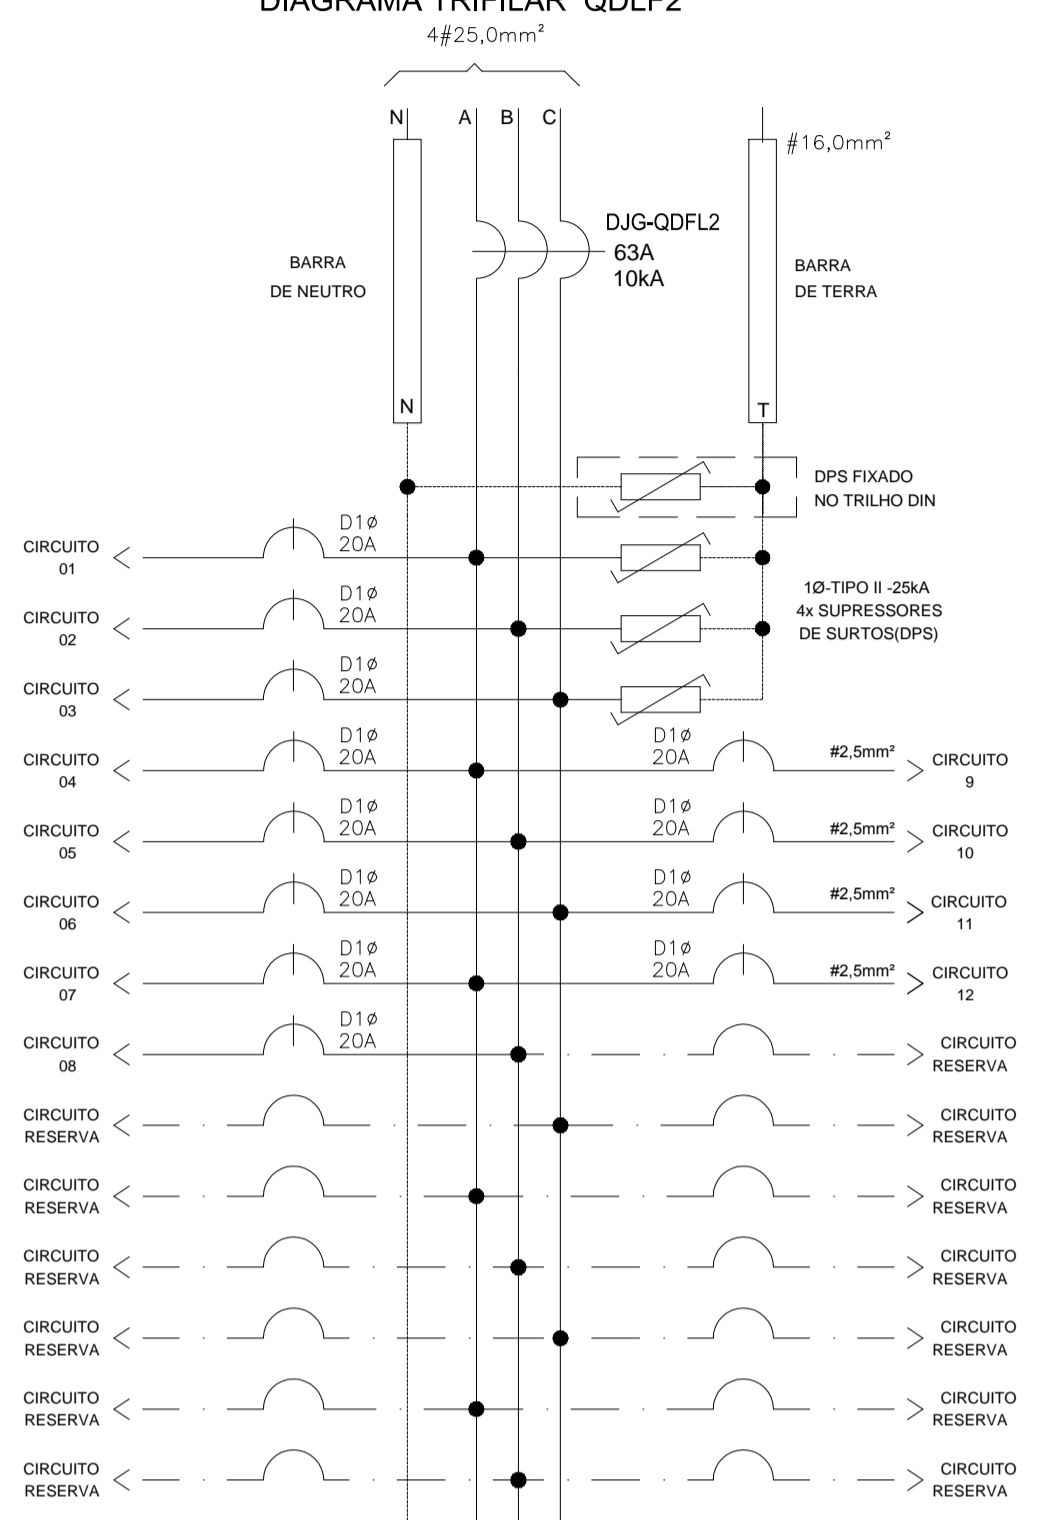 DIAGRAMA TRIFILAR QDLF2
4#25,0mm²
N
A
B
C
#16,0mm²
DJG-QDFL2
63A
10kA
BARRA
DE NEUTRO
BARRA
DE TERRA
N
T
DPS FIXADO
NO TRILHO DIN
1Ø-TIPO II -25kA
4x SUPRESSORES
DE SURTOS(DPS)
CIRCUITO
01
D1ø
20A
CIRCUITO
02
D1ø
20A
CIRCUITO
03
D1ø
20A
CIRCUITO
04
D1ø
20A
D1ø
20A
#2,5mm²
CIRCUITO
9
CIRCUITO
05
D1ø
20A
D1ø
20A
#2,5mm²
CIRCUITO
10
CIRCUITO
06
D1ø
20A
D1ø
20A
#2,5mm²
CIRCUITO
11
CIRCUITO
07
D1ø
20A
D1ø
20A
#2,5mm²
CIRCUITO
12
CIRCUITO
08
D1ø
20A
CIRCUITO
RESERVA
CIRCUITO
RESERVA
CIRCUITO
RESERVA
CIRCUITO
RESERVA
CIRCUITO
RESERVA
CIRCUITO
RESERVA
CIRCUITO
RESERVA
CIRCUITO
RESERVA
CIRCUITO
RESERVA
CIRCUITO
RESERVA
CIRCUITO
RESERVA
CIRCUITO
RESERVA
CIRCUITO
RESERVA